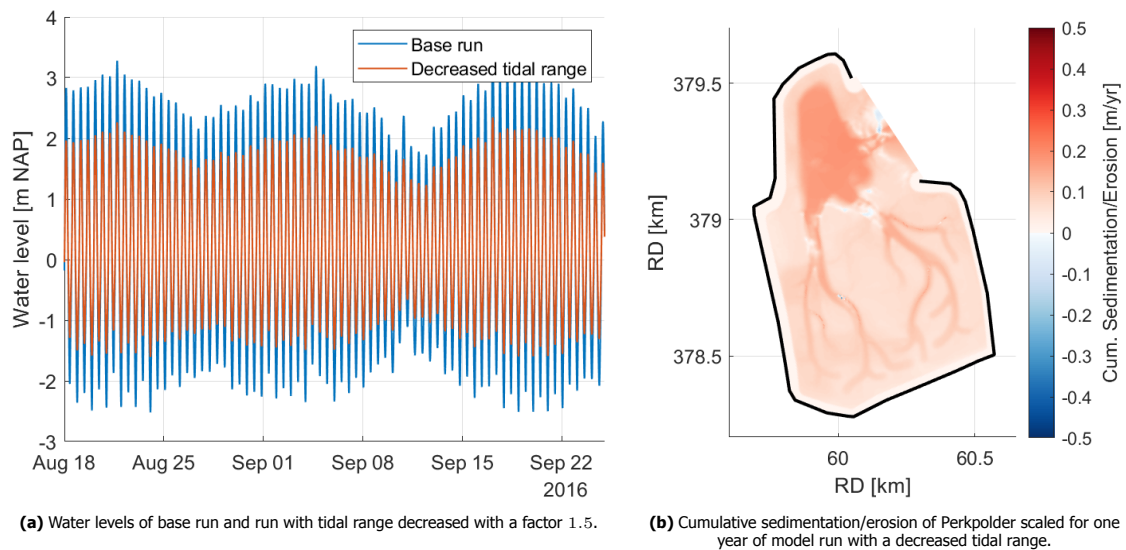 4
3
2
1
0
-1
-2
-3
Water level [m NAP]
Base run
Decreased tidal range
Aug 18
Aug 25
Sep 01
Sep 08
Sep 15
Sep 22
2016
(a) Water levels of base run and run with tidal range decreased with a factor 1.5.
379.5
379
378.5
RD [km]
60
60.5
RD [km]
0.5
0.4
0.3
0.2
0.1
0
-0.1
-0.2
-0.3
-0.4
-0.5
Cum. Sedimentation/Erosion [m/yr]
(b) Cumulative sedimentation/erosion of Perkpolder scaled for one
year of model run with a decreased tidal range.